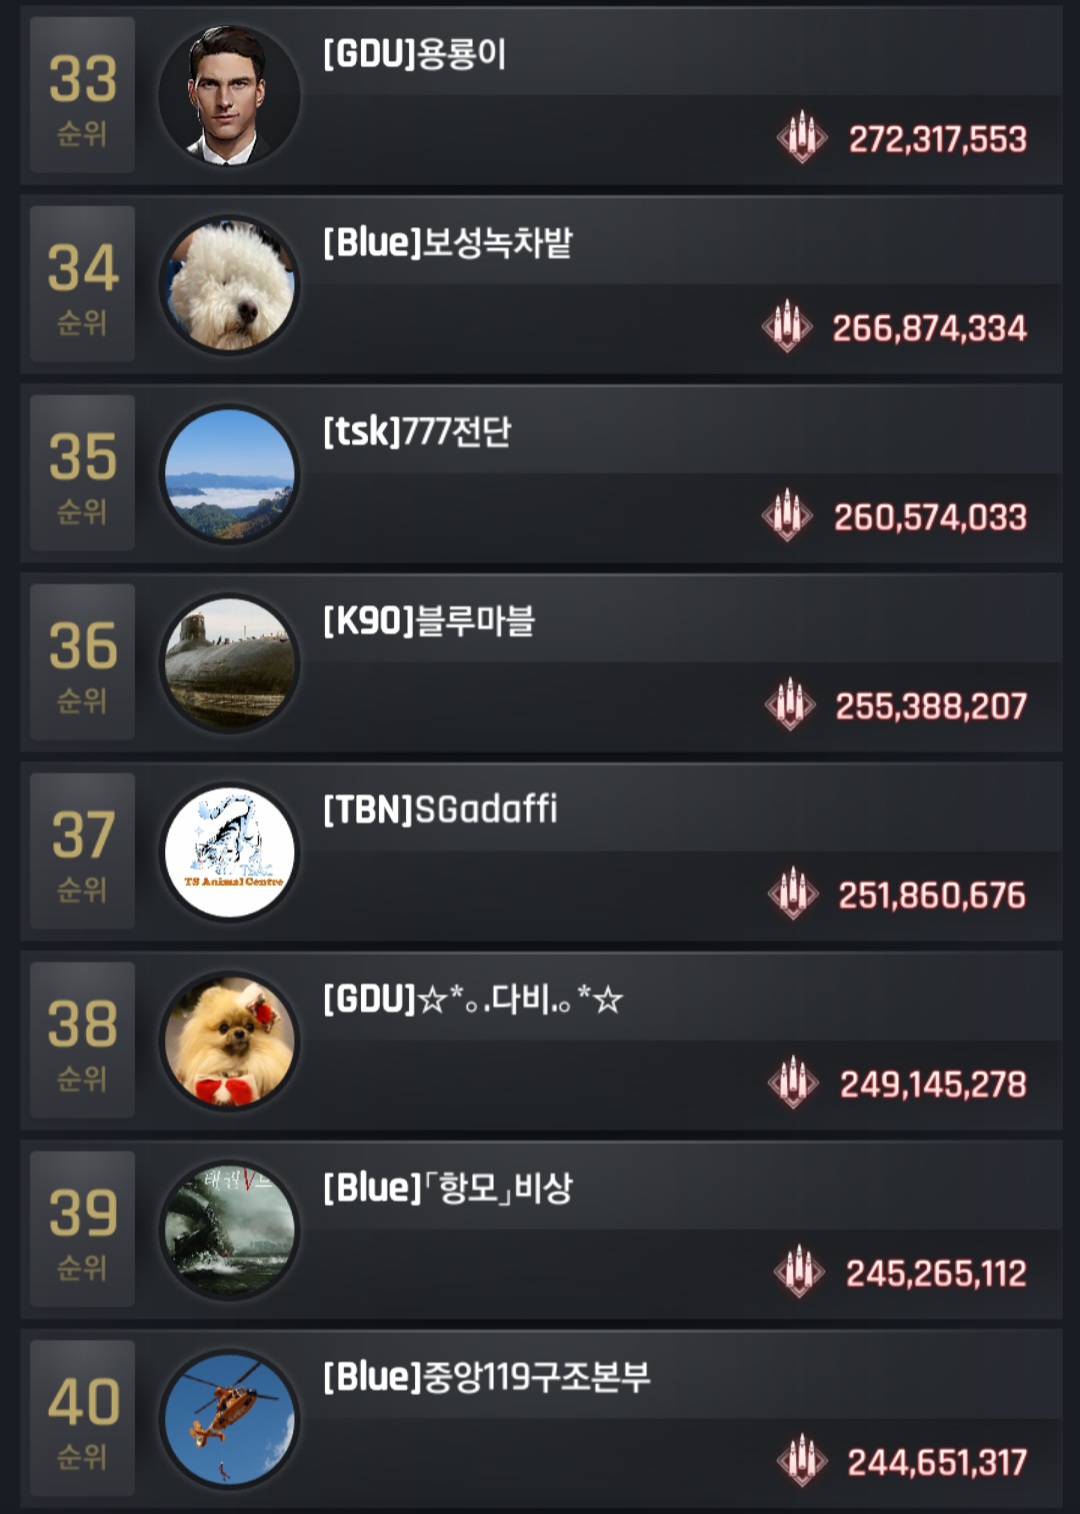 33
순위
[GDU]용룡이
272,317,553
34
순위
[Blue]보성녹차밭
266,874,334
35
순위
[tsk]777전단
260,574,033
36
순위
[K90]블루마블
255,388,207
37
순위
[TBN]SGadaffi
TSAC
TS Animal Centre
251,860,676
38
순위
[GDU]☆*｡.다비.｡*☆
249,145,278
39
순위
[Blue]「항모」비상
245,265,112
40
순위
[Blue]중앙119구조본부
244,651,317